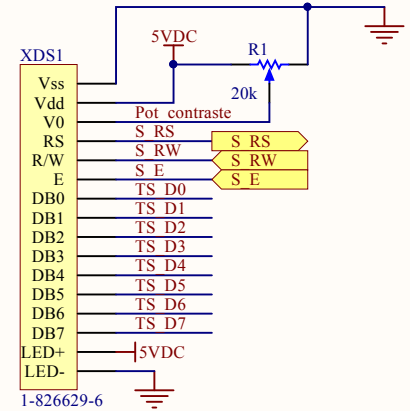 5VDC
R1
XDS1
20k
Vss
Vdd
V0 Pot_contraste
RS S_RS S_RS
R/W S_RW S_RW
E S_E S_E
DB0 TS_D0
DB1 TS_D1
DB2 TS_D2
DB3 TS_D3
DB4 TS_D4
DB5 TS_D5
DB6 TS_D6
DB7 TS_D7
LED+ 5VDC
LED-
1-826629-6